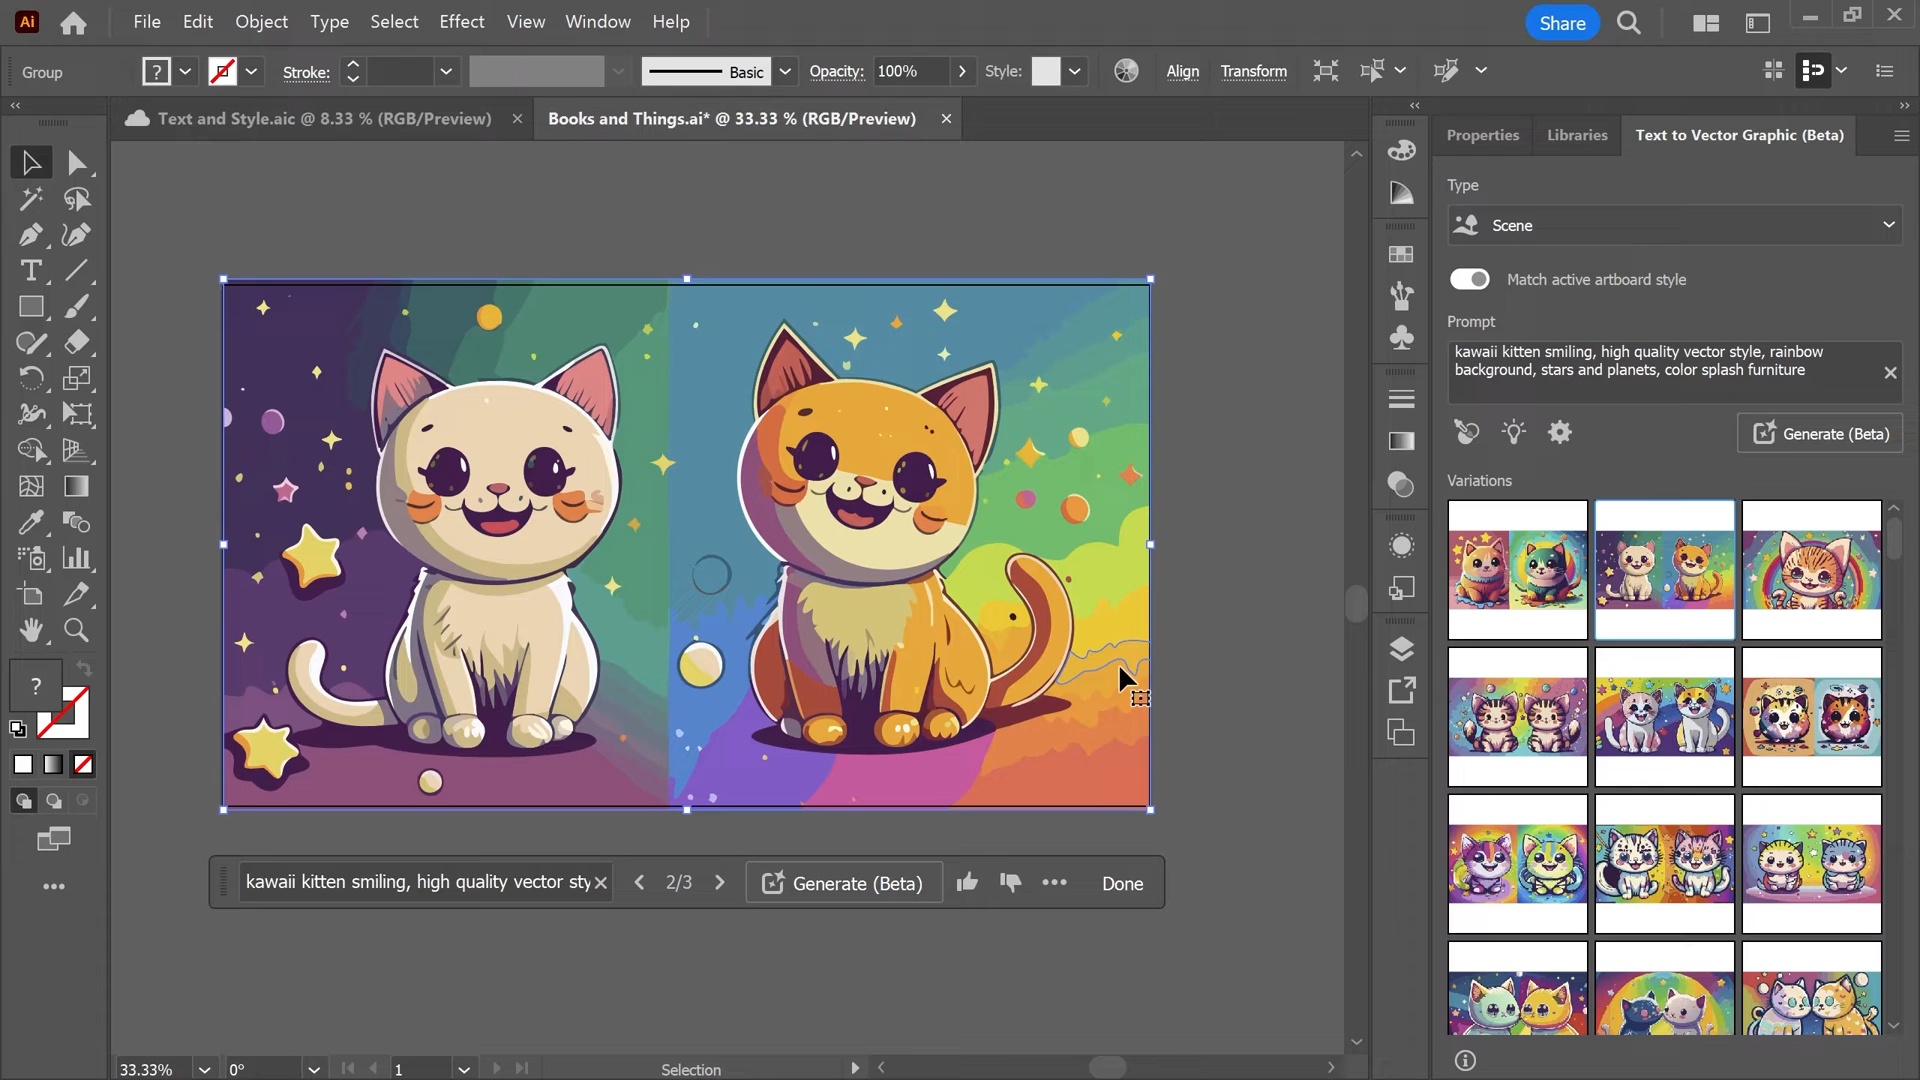 Ai
File Edit Object Type Select Effect View Window Help
Share
Group
?
Stroke:
Basic
Opacity: 100%
Style:
Align
Transform
Text and Style.aic @ 8.33 % (RGB/Preview)
Books and Things.ai* @ 33.33 % (RGB/Preview)
Properties
Libraries
Text to Vector Graphic (Beta)
Type
Scene
Match active artboard style
Prompt
kawaii kitten smiling, high quality vector style, rainbow
background, stars and planets, color splash furniture
Generate (Beta)
Variations
?
kawaii kitten smiling, high quality vector sty
2/3
Generate (Beta)
Done
33.33%
0°
1
Selection